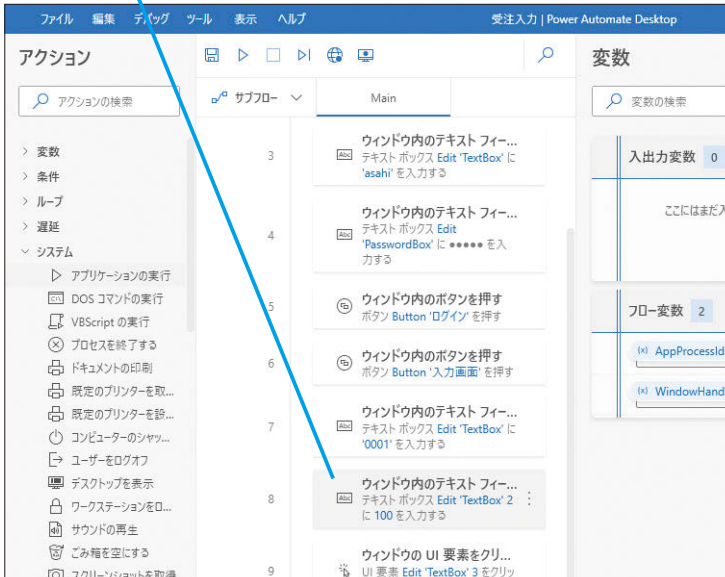 ファイル 編集 デバッグ ツール 表示 ヘルプ 受注入力 | Power Automate Desktop
アクション
アクションの検索
変数
条件
ループ
遅延
システム
アプリケーションの実行
DOS コマンドの実行
VBScript の実行
プロセスを終了する
ドキュメントの印刷
既定のプリンターを取...
既定のプリンターを設...
コンピューターのシャッ...
ユーザーをログオフ
デスクトップを表示
ワークステーションをロ...
サウンドの再生
ごみ箱を空にする
スクリーンショットを取得
サブフロー Main
3
ウィンドウ内のテキスト フィー...
Abc
テキスト ボックス Edit 'TextBox' に
'asahi' を入力する
4
ウィンドウ内のテキスト フィー...
Abc
テキスト ボックス Edit
'PasswordBox' に ●●●●● を入
力する
5
ウィンドウ内のボタンを押す
ボタン Button 'ログイン' を押す
6
ウィンドウ内のボタンを押す
ボタン Button '入力画面' を押す
7
ウィンドウ内のテキスト フィー...
Abc
テキスト ボックス Edit 'TextBox' に
'0001' を入力する
8
ウィンドウ内のテキスト フィー...
Abc
テキスト ボックス Edit 'TextBox' 2
に 100 を入力する
9
ウィンドウの UI 要素をクリ...
UI 要素 Edit 'TextBox' 3 をクリッ
変数
変数の検索
入出力変数 0
ここにはまだ
フロー変数 2
(x) AppProcessId
(x) WindowHand